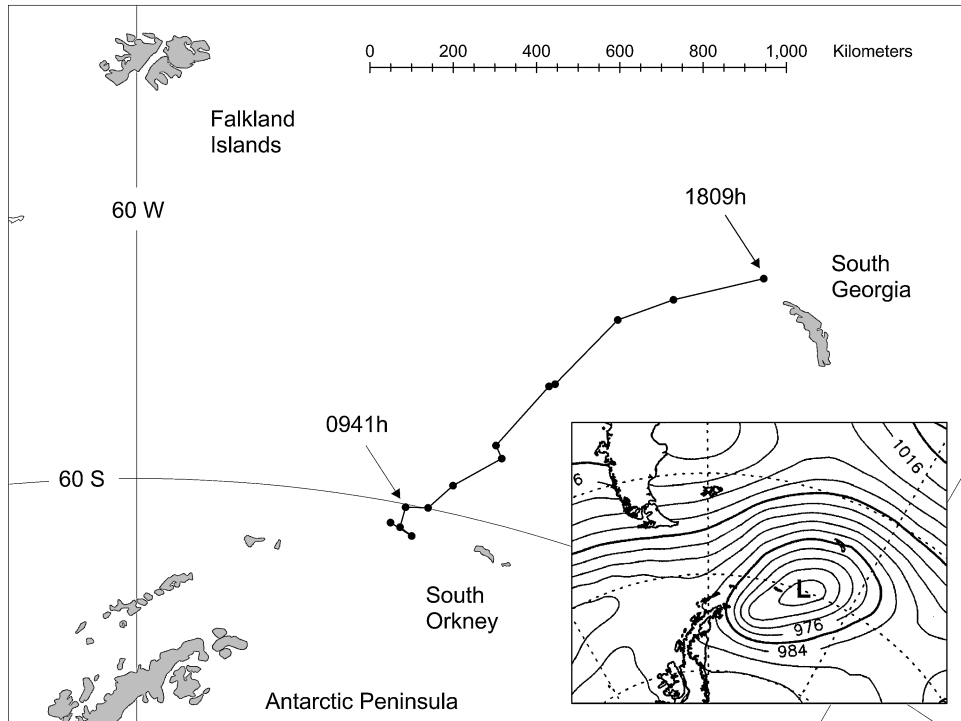 0 200 400 600 800 1,000 Kilometers
Falkland
Islands
60 W
1809h
South
Georgia
0941h
60 S
South
Orkney
Antarctic Peninsula
1016
6
L
976
984